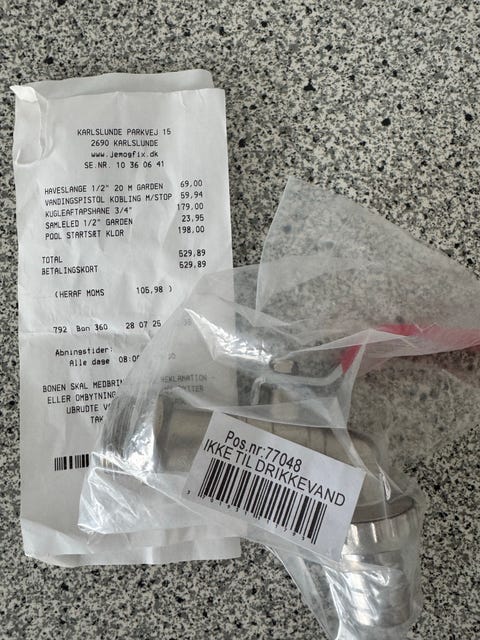 KARLSLUNDE PARKVEJ 15
2690 KARLSLUNDE
www.jemogfix.dk
SE.NR. 10 36 06 41
HAVESLANGE 1/2" 20 M GARDEN 69,00
VANDINGSPISTOL KOBLING M/STOP 59,94
KUGLEAFTAPSHANE 3/4" 179,00
SAMLELED 1/2" GARDEN 23,95
POOL STARTSÆT KLOR 198,00
TOTAL 529,89
BETALINGSKORT 529,89
(HERAF MOMS 105,98 )
792 Bon 360 28 07 25
Åbningstider:
Alle dage 08:00
BONEN SKAL MEDBRIN REKLAMATION
ELLER OMBYTNING
UBRUDTE
TAK
Pos.nr:77048
IKKE TIL DRIKKEVAND